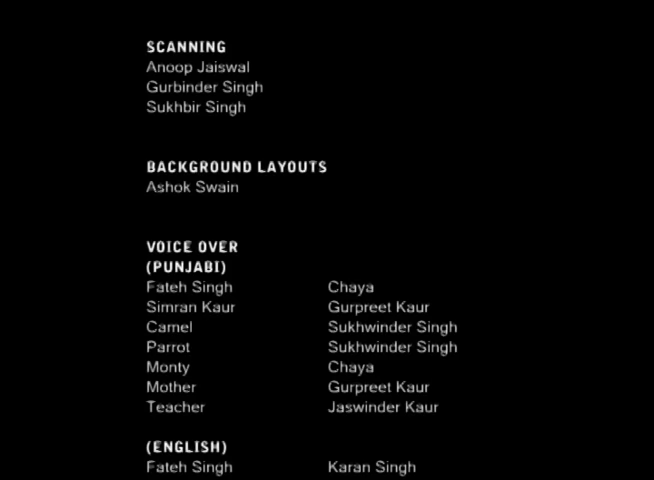 SCANNING
Anoop Jaiswal
Gurbinder Singh
Sukhbir Singh
BACKGROUND LAYOUTS
Ashok Swain
VOICE OVER
(PUNJABI)
Fateh Singh Chaya
Simran Kaur Gurpreet Kaur
Camel Sukhwinder Singh
Parrot Sukhwinder Singh
Monty Chaya
Mother Gurpreet Kaur
Teacher Jaswinder Kaur
(ENGLISH)
Fateh Singh Karan Singh